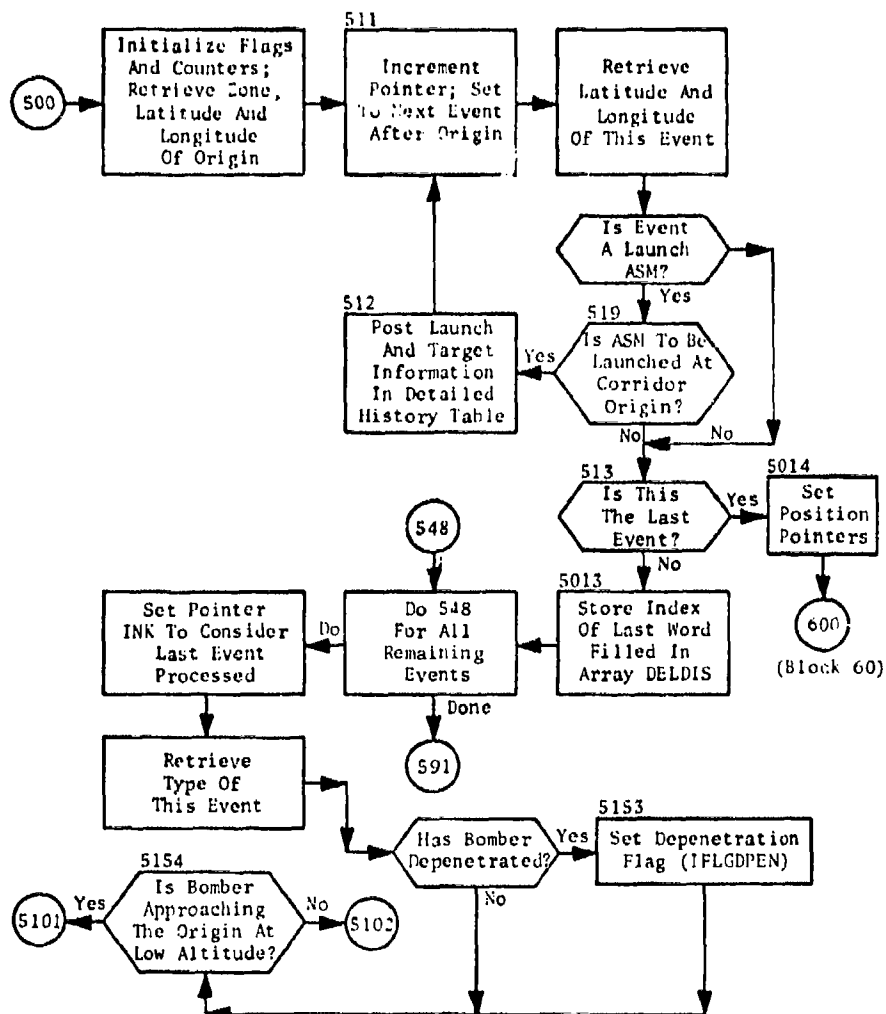 500
Initialize Flags
And Counters;
Retrieve Zone,
Latitude And
Longitude
Of Origin
511
Increment
Pointer; Set
To Next Event
After Origin
Retrieve
Latitude And
Longitude
Of This Event
Is Event
A Launch
ASM?
Yes
No
519
Is ASM To Be
Launched At
Corridor
Origin?
Yes
No
512
Post Launch
And Target
Information
In Detailed
History Table
513
Is This
The Last
Event?
Yes
No
5014
Set
Position
Pointers
600
(Block 60)
5013
Store Index
Of Last Word
Filled In
Array DELDIS
548
Do 548
For All
Remaining
Events
Do
Done
591
Set Pointer
INK To Consider
Last Event
Processed
Retrieve
Type Of
This Event
Has Bomber
Depenetrated?
Yes
No
5153
Set Depenetration
Flag (IFLGDPEN)
5154
Is Bomber
Approaching
The Origin At
Low Altitude?
Yes
5101
No
5102